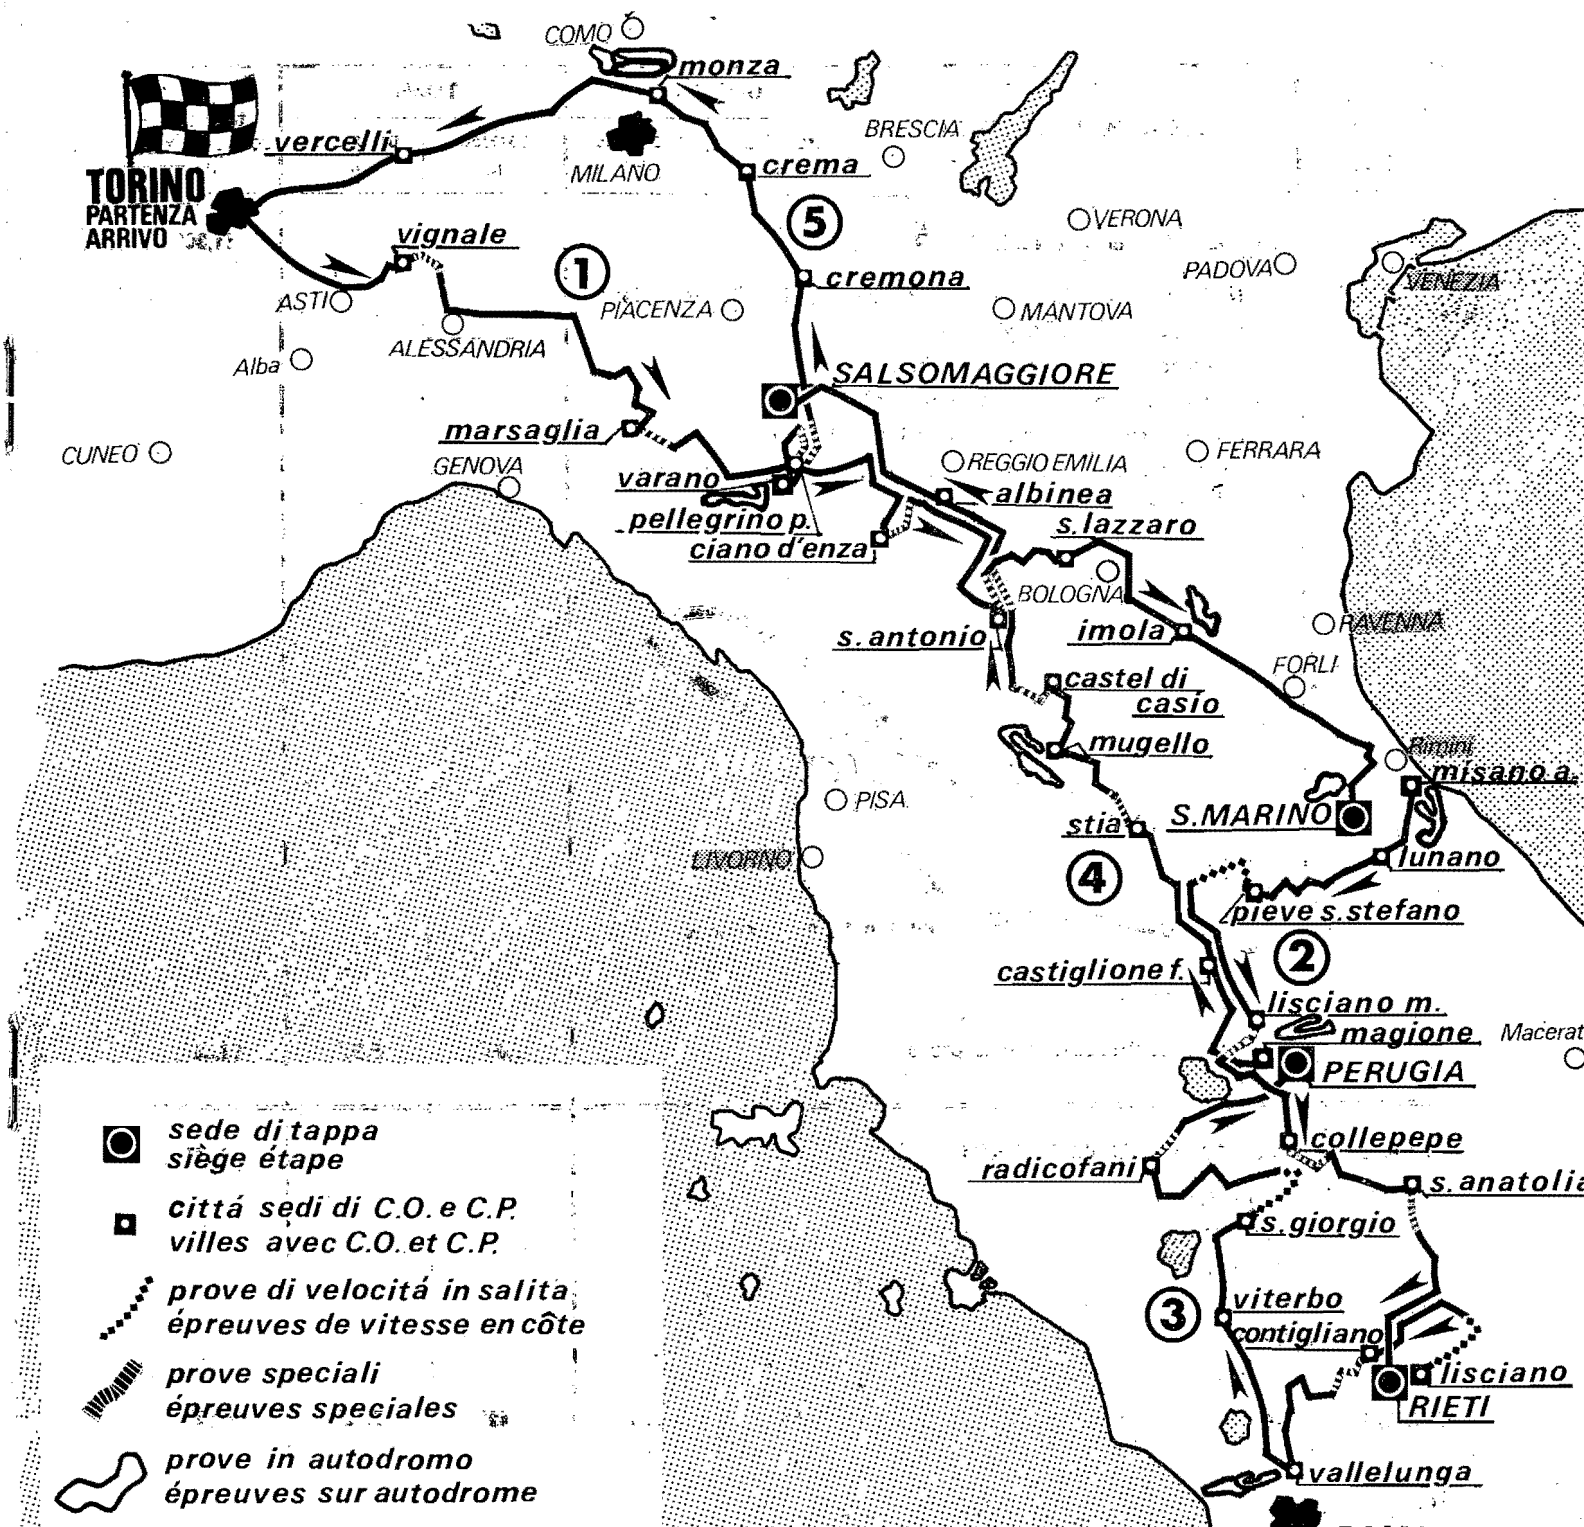 COMO
monza
BRESCIA
vercelli
MILANO
crema
TORINO
PARTENZA
ARRIVO
VERONA
vignale
5
1
PADOVA
VENEZIA
cremona
ASTI
PIACENZA
MANTOVA
ALESSANDRIA
Alba
SALSOMAGGIORE
marsaglia
CUNEO
GENOVA
REGGIO EMILIA
FERRARA
varano
albinea
pellegrino p.
s. lazzaro
ciano d'enza
BOLOGNA
RAVENNA
s. antonio
imola
FORLI
castel di
casio
mugello
Rimini
misano a.
PISA
stia
S. MARINO
LIVORNO
lunano
4
pieve s. stefano
2
castiglione f.
lisciano m.
magione
Macerat
PERUGIA
collepepe
radicofani
s. anatolia
s. giorgio
3
viterbo
contigliano
lisciano
RIETI
vallelunga
sede di tappa
siège étape
cittá sedi di C.O. e C.P.
villes avec C.O. et C.P.
prove di velocitá in salita
épreuves de vitesse en côte
prove speciali
épreuves speciales
prove in autodromo
épreuves sur autodrome